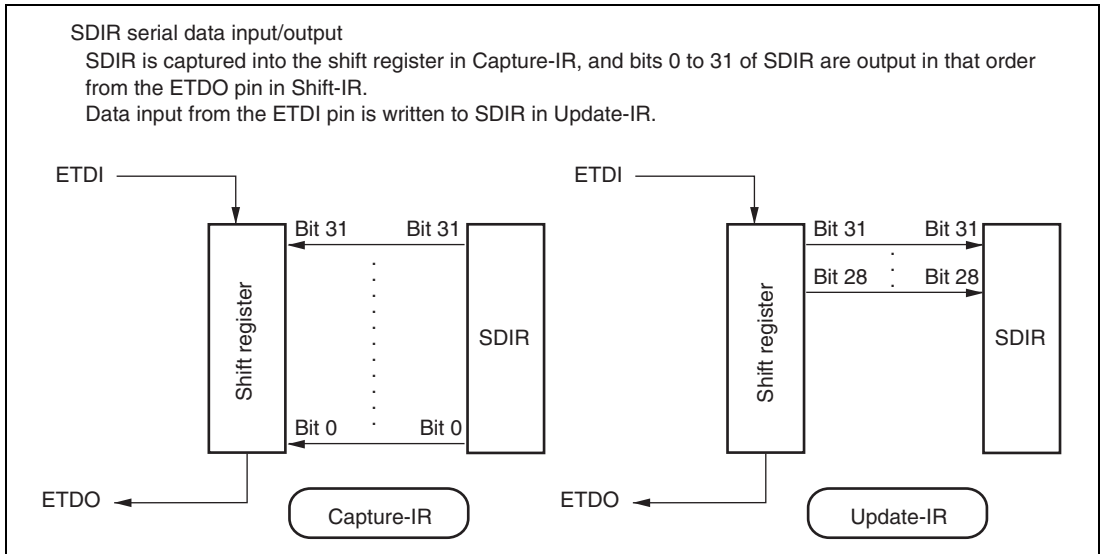 SDIR serial data input/output
SDIR is captured into the shift register in Capture-IR, and bits 0 to 31 of SDIR are output in that order
from the ETDO pin in Shift-IR.
Data input from the ETDI pin is written to SDIR in Update-IR.
ETDI
Bit 31
Bit 31
Shift register
SDIR
Bit 0
Bit 0
ETDO
Capture-IR
ETDI
Bit 31
Bit 31
Bit 28
Bit 28
Shift register
SDIR
ETDO
Update-IR